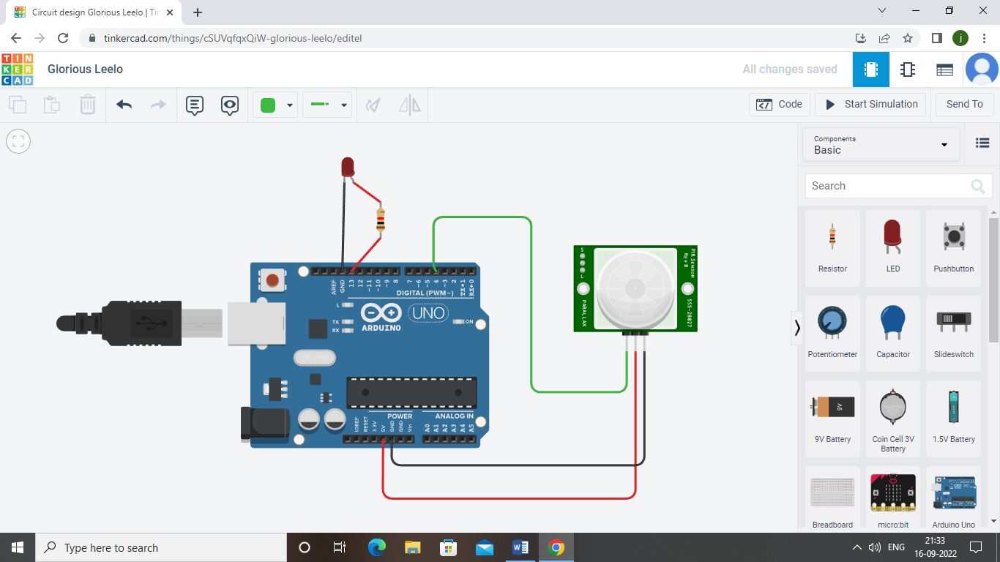 Circuit design Glorious Leelo | Tin
tinkercad.com/things/cSUVqfqxQiW-glorious-leelo/editel
j
TIN
KER
CAD
Glorious Leelo
All changes saved
Code
Start Simulation
Send To
Components
Basic
Search
Resistor
LED
Pushbutton
Potentiometer
Capacitor
Slideswitch
9V
9V Battery
Coin Cell 3V
Battery
1.5V Battery
Breadboard
micro:bit
Arduino Uno
AREF
GND
13
12
~11
~10
~9
8
7
~6
~5
4
~3
2
TX→1
RX←0
DIGITAL (PWM~)
L
TX
RX
UNO
ARDUINO
ON
POWER
ANALOG IN
IOREF
RESET
3.3V
5V
GND
GND
Vin
A0
A1
A2
A3
A4
A5
S
L
PARALLAX
PIR SENSOR
Rev B
555-28027
Type here to search
ENG
21:33
16-09-2022